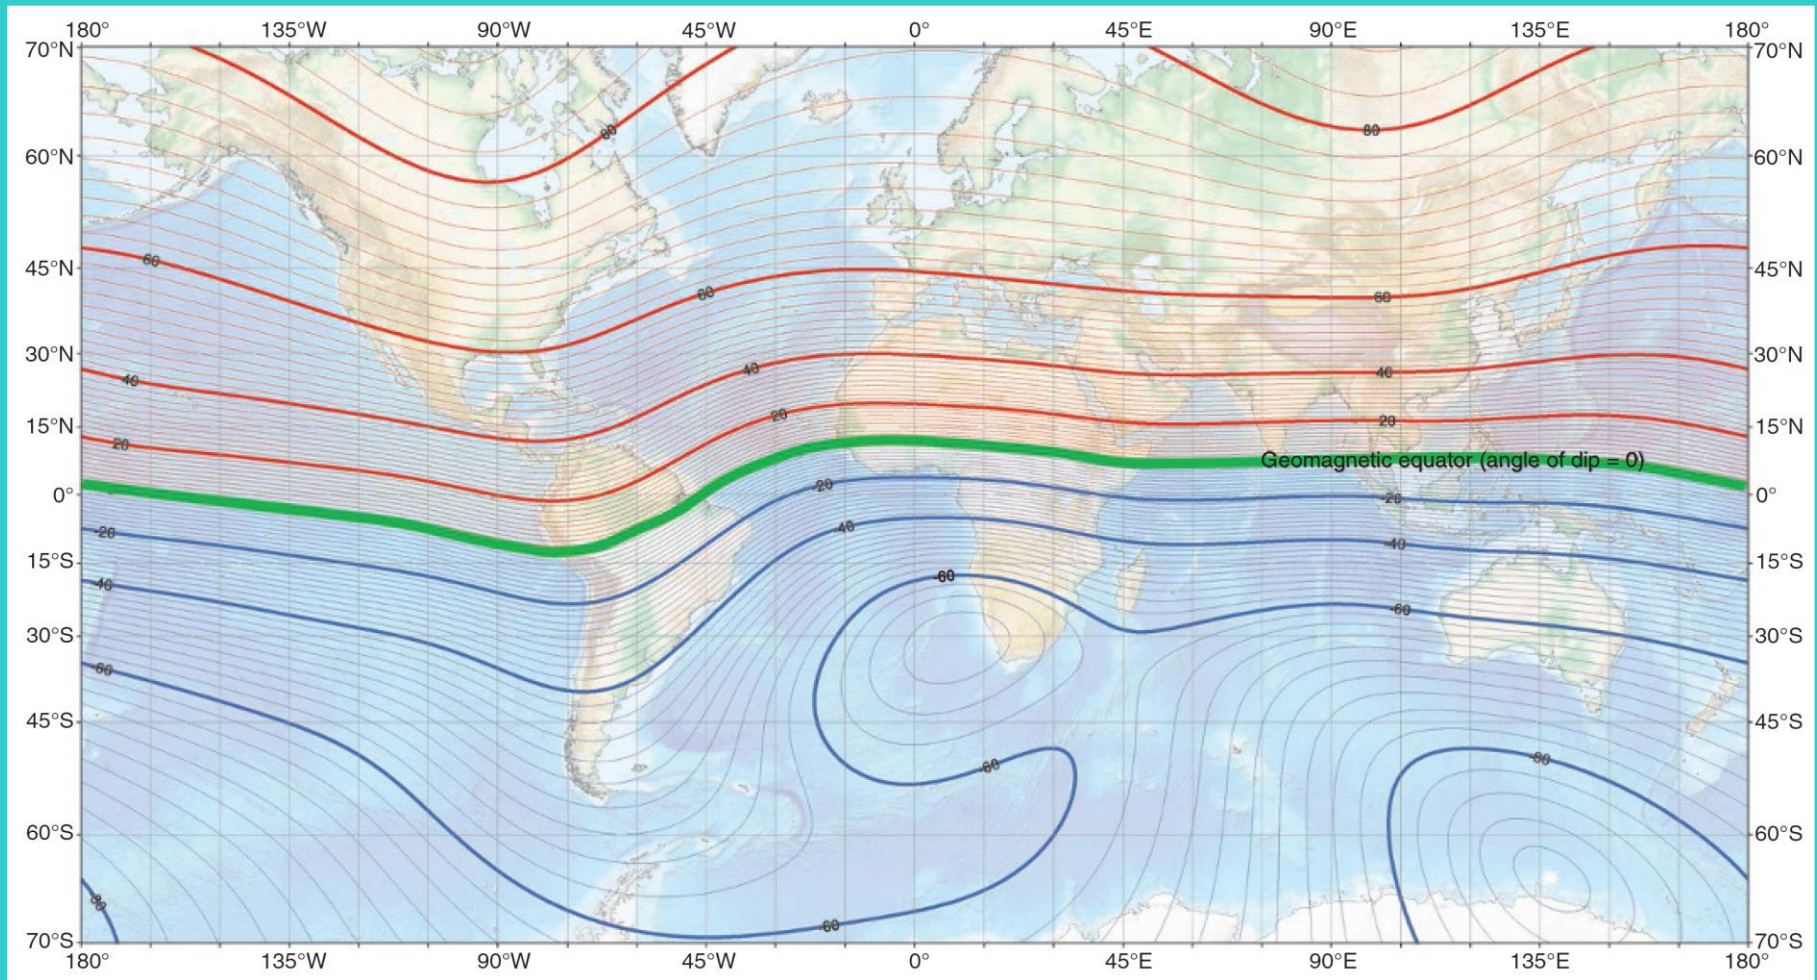 180° 135°W 90°W 45°W 0° 45°E 90°E 135°E 180°
70°N 70°N
80 80
60°N 60°N
60
45°N 45°N
60 60
30°N 30°N
40 40 40
20 20
15°N 15°N
20
Geomagnetic equator (angle of dip = 0)
-20 -20
0° 0°
-20 -40
-40
15°S 15°S
-40 -60
-60
30°S 30°S
-60
45°S 45°S
-60 -80
60°S 60°S
-80
-60
70°S 70°S
180° 135°W 90°W 45°W 0° 45°E 90°E 135°E 180°